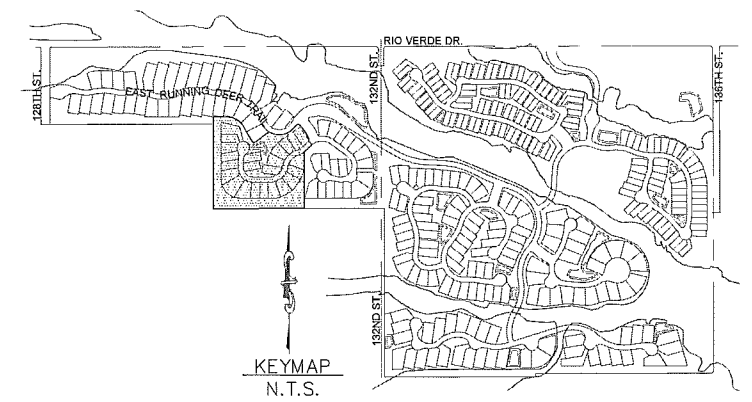 RIO VERDE DR.
128TH ST.
EAST RUNNING DEER TRAIL
132ND ST.
136TH ST.
132ND ST.
KEYMAP
N.T.S.